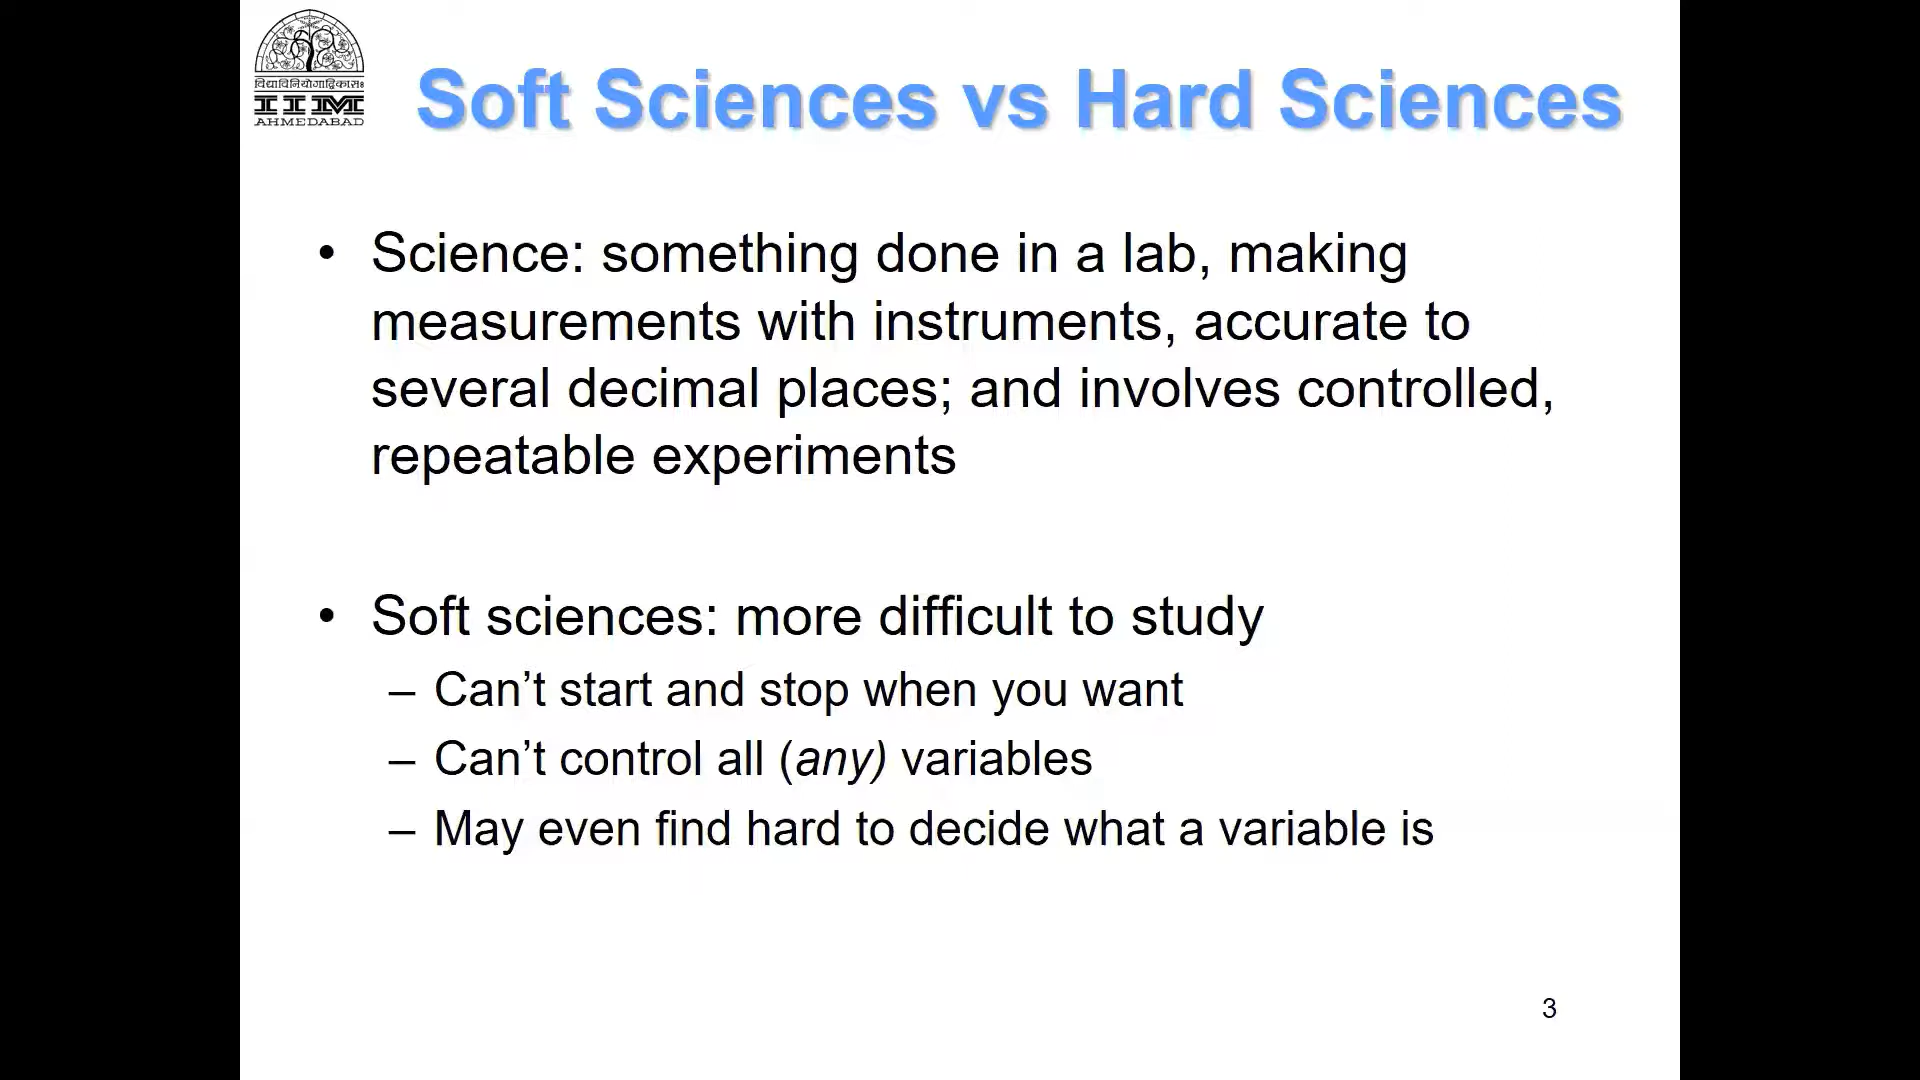 विद्याविनियोगाद्विकासः
IIM
AHMEDABAD
Soft Sciences vs Hard Sciences
• Science: something done in a lab, making
measurements with instruments, accurate to
several decimal places; and involves controlled,
repeatable experiments
• Soft sciences: more difficult to study
– Can’t start and stop when you want
– Can’t control all (any) variables
– May even find hard to decide what a variable is
3